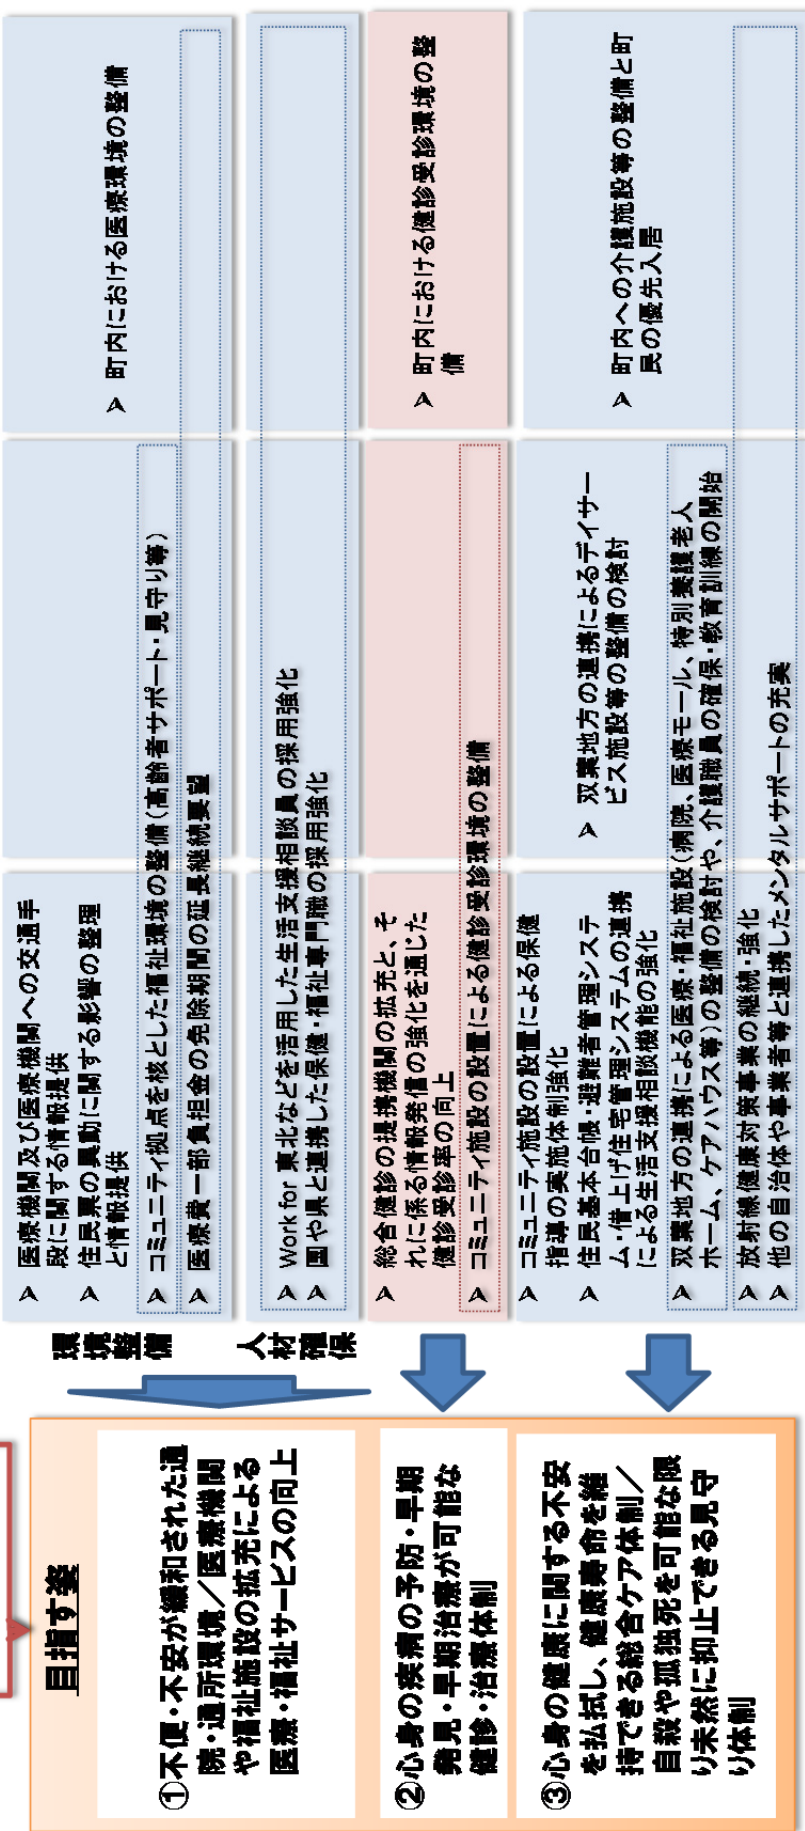 目指す姿
①不便・不安が緩和された通
院・通所環境／医療機関
や福祉施設の拡充による
医療・福祉サービスの向上
②心身の疾病の予防・早期
発見・早期治療が可能な
健診・治療体制
③心身の健康に関する不安
を払拭し、健康寿命を維
持できる総合ケア体制／
自殺や孤独死を可能な限
り未然に抑止できる見守
り体制
環境整備
人材確保
➢ 医療機関及び医療機関への交通手
段に関する情報提供
➢ 住民票の異動に関する影響の整理
と情報提供
➢ コミュニティ拠点を核とした福祉環境の整備（高齢者サポート・見守り等）
➢ 医療費一部負担金の免除期間の延長継続要望
➢ 町内における医療環境の整備
➢ Work for 東北などを活用した生活支援相談員の採用強化
➢ 国や県と連携した保健・福祉専門職の採用強化
➢ 総合健診の提携機関の拡充と、そ
れに係る情報発信の強化を通じた
健診受診率の向上
➢ コミュニティ施設の設置による健診受診環境の整備
➢ 町内における健診受診環境の整
備
➢ コミュニティ施設の設置による保健
指導の実施体制強化
➢ 住民基本台帳・避難者管理システ
ム・借上げ住宅管理システムの連携
による生活支援相談機能の強化
➢ 双葉地方の連携によるデイサー
ビス施設等の整備の検討
➢ 双葉地方の連携による医療・福祉施設（病院、医療モール、特別養護老人
ホーム、ケアハウス等）の整備の検討や、介護職員の確保・教育訓練の開始
➢ 放射線健康対策事業の継続・強化
➢ 他の自治体や事業者等と連携したメンタルサポートの充実
➢ 町内への介護施設等の整備と町
民の優先入居